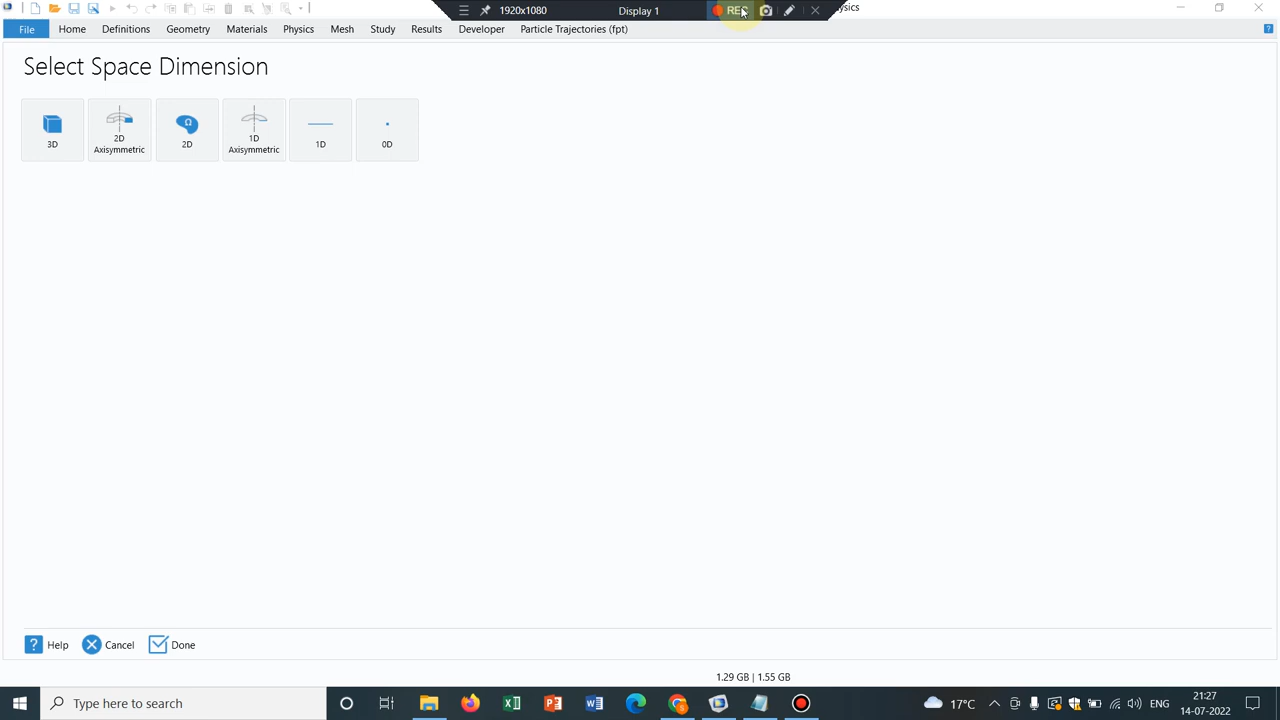 1920x1080 Display 1 REC ysics
File Home Definitions Geometry Materials Physics Mesh Study Results Developer Particle Trajectories (fpt) ?
Select Space Dimension
3D
2D
Axisymmetric
Ω
2D
1D
Axisymmetric
1D
0D
? Help Cancel Done
1.29 GB | 1.55 GB
Type here to search
17°C ENG
21:27
14-07-2022